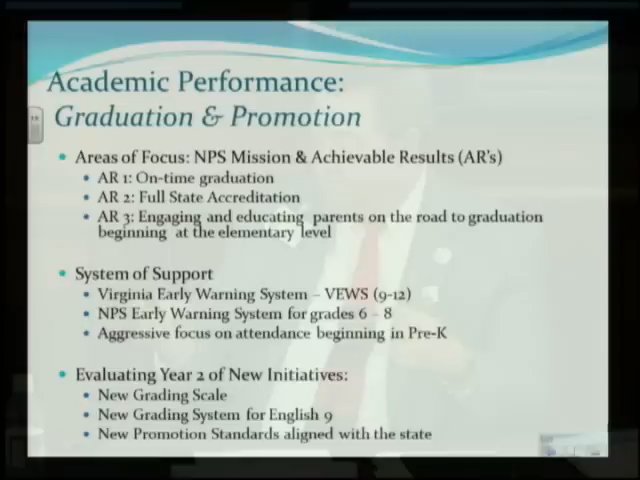 Academic Performance:
Graduation & Promotion
• Areas of Focus: NPS Mission & Achievable Results (AR's)
• AR 1: On-time graduation
• AR 2: Full State Accreditation
• AR 3: Engaging and educating parents on the road to graduation
beginning at the elementary level
• System of Support
• Virginia Early Warning System – VEWS (9-12)
• NPS Early Warning System for grades 6 – 8
• Aggressive focus on attendance beginning in Pre-K
• Evaluating Year 2 of New Initiatives:
• New Grading Scale
• New Grading System for English 9
• New Promotion Standards aligned with the state